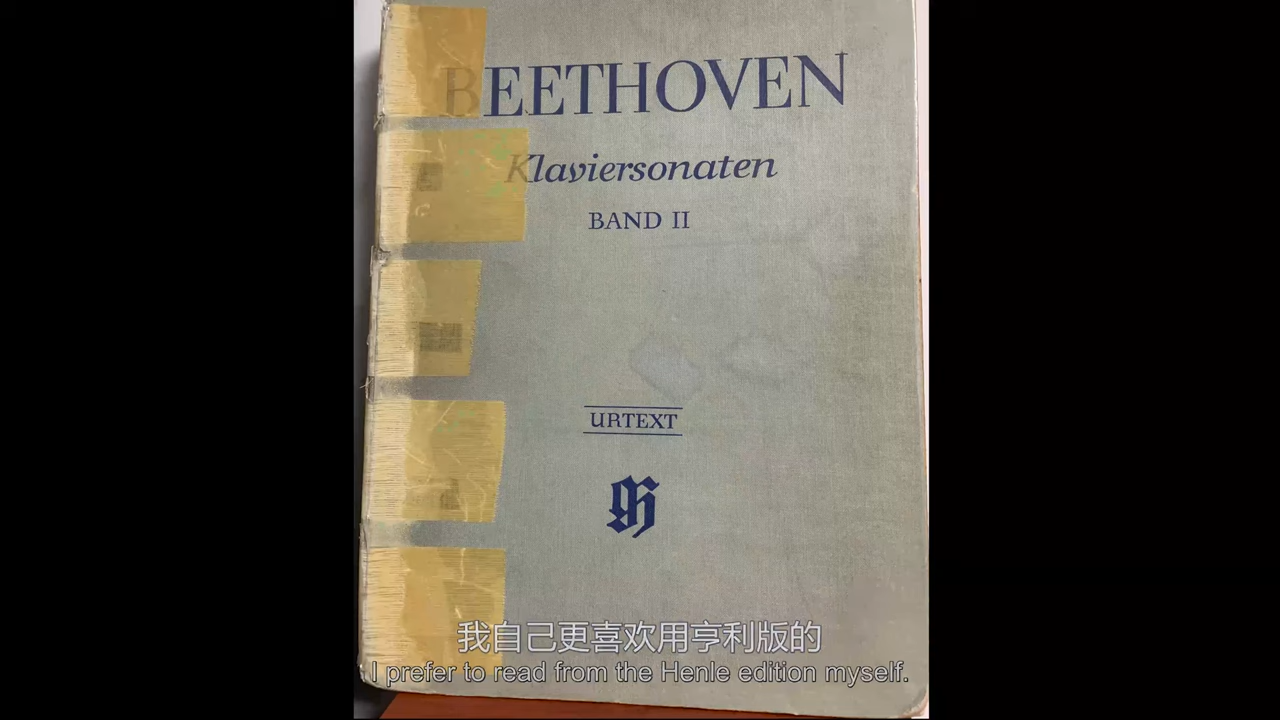 BEETHOVEN
Klaviersonaten
BAND II
URTEXT
我自己更喜欢用亨利版的
I prefer to read from the Henle edition myself.